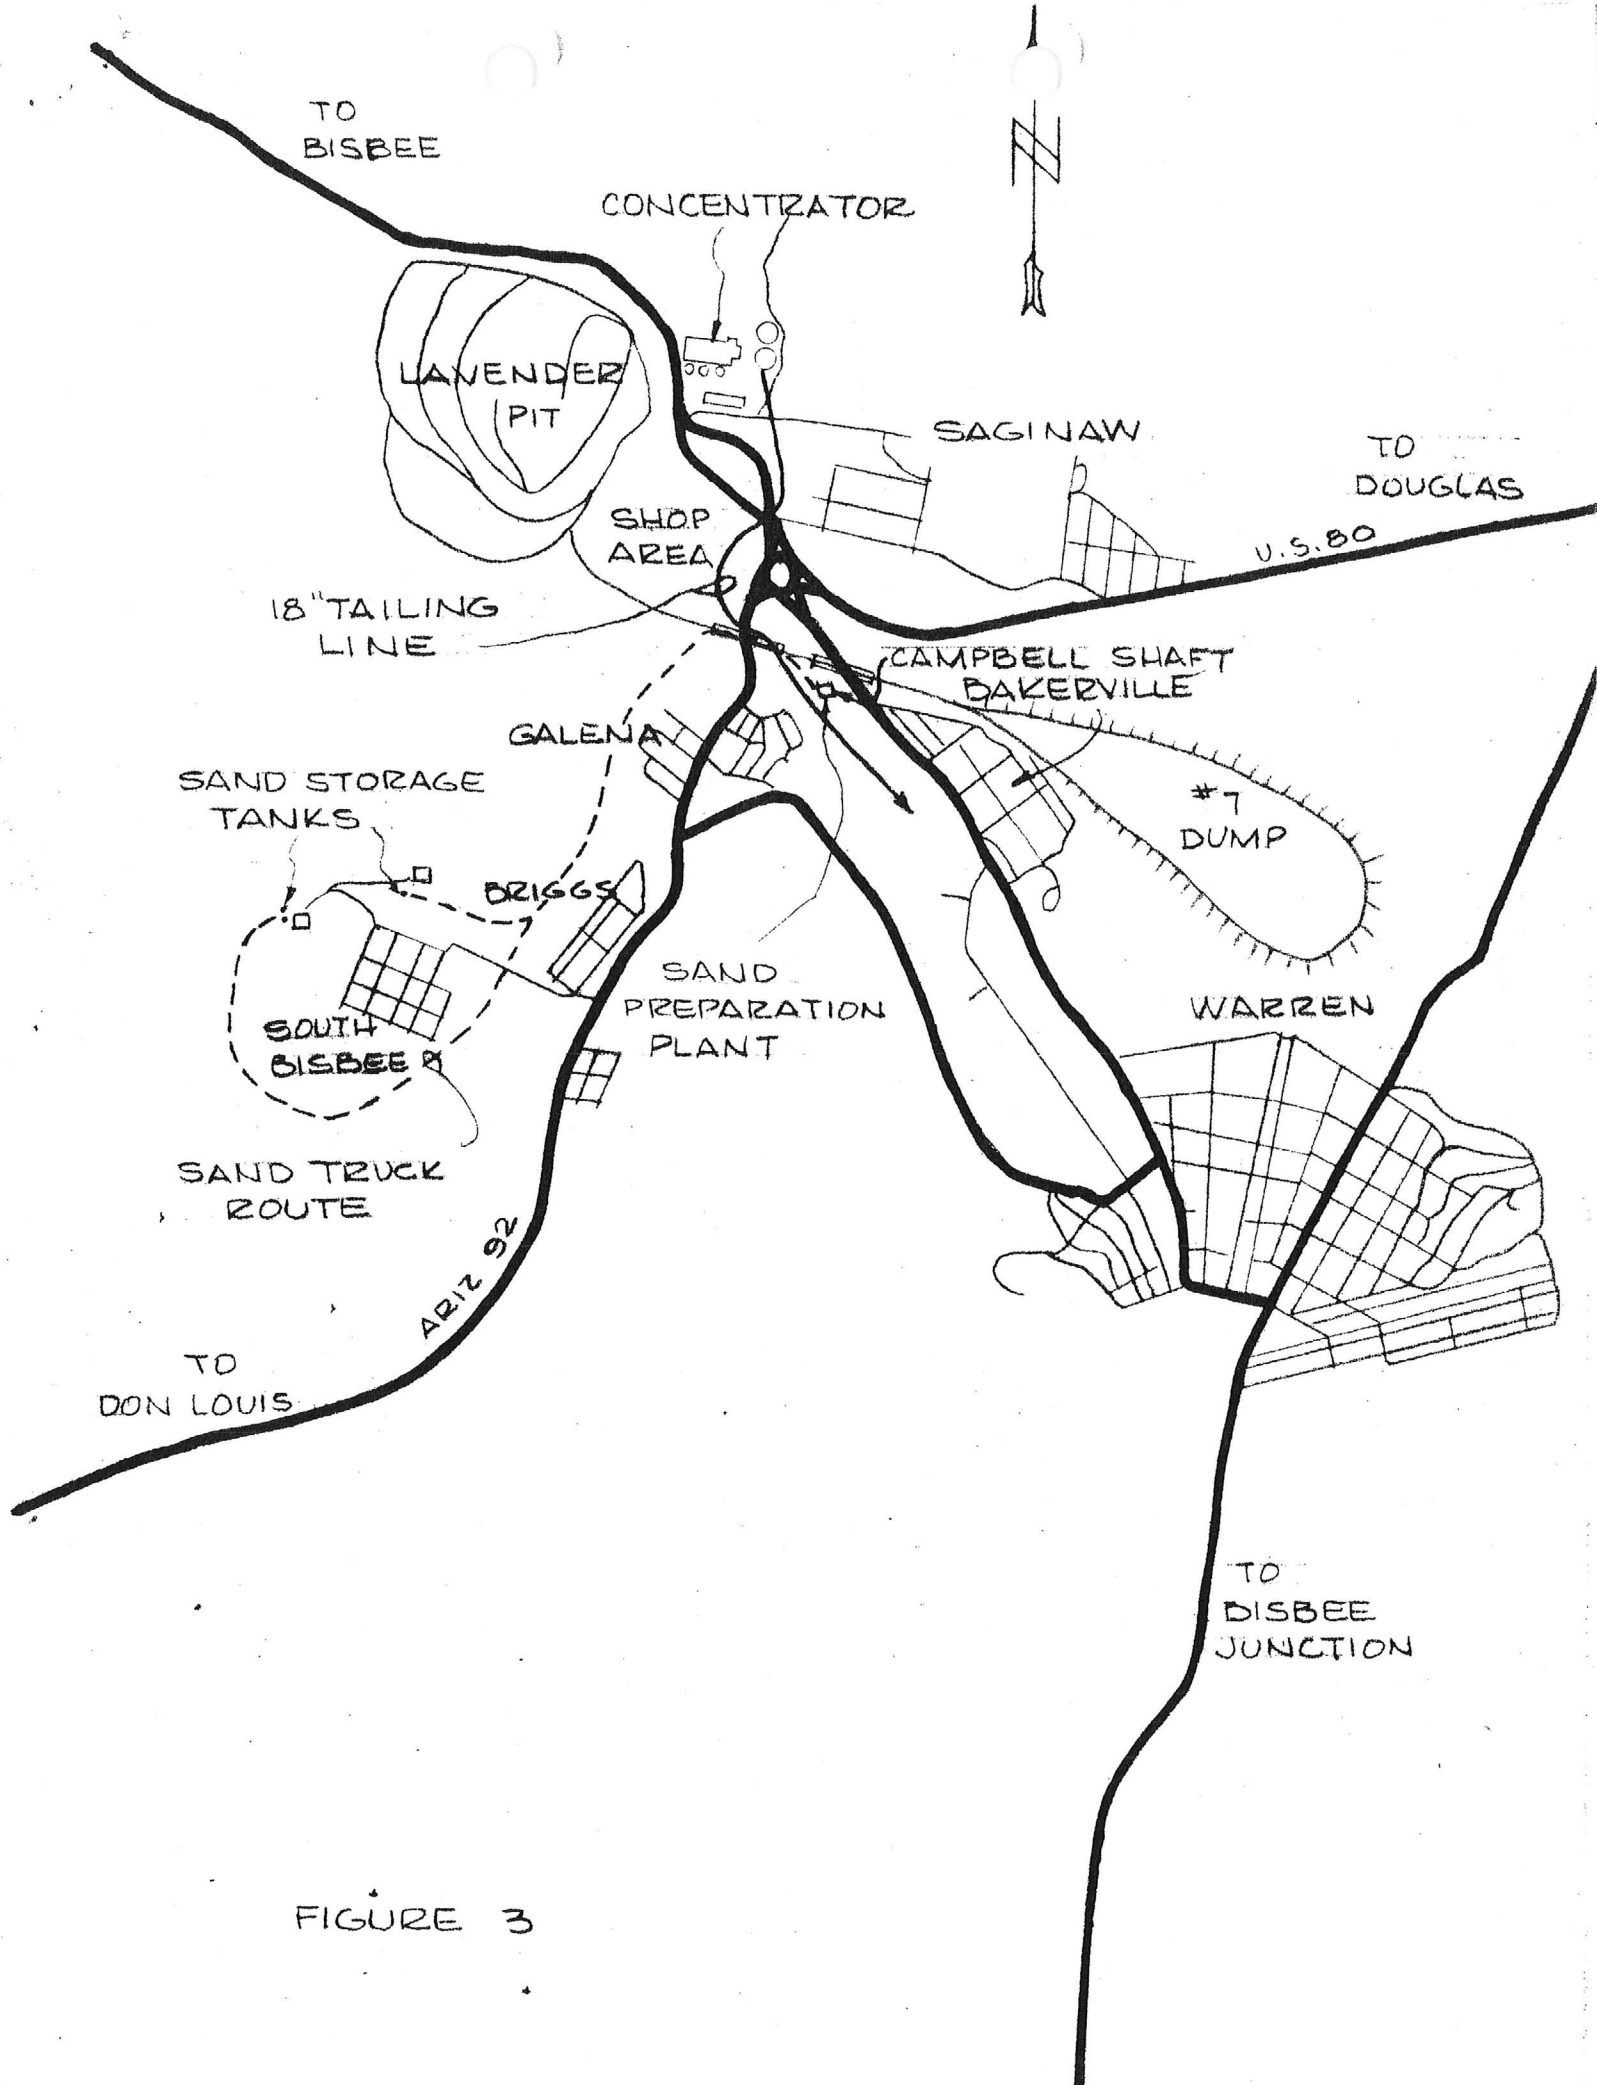 TO
BISBEE
N
CONCENTRATOR
LAVENDER
PIT
SAGINAW
TO
DOUGLAS
U.S. 80
SHOP
AREA
18" TAILING
LINE
CAMPBELL SHAFT
BAKERVILLE
GALENA
SAND STORAGE
TANKS
#7
DUMP
BRIGGS
SAND
PREPARATION
PLANT
WARREN
SOUTH
BISBEE
SAND TRUCK
ROUTE
ARIZ 92
TO
DON LOUIS
TO
BISBEE
JUNCTION
FIGURE 3